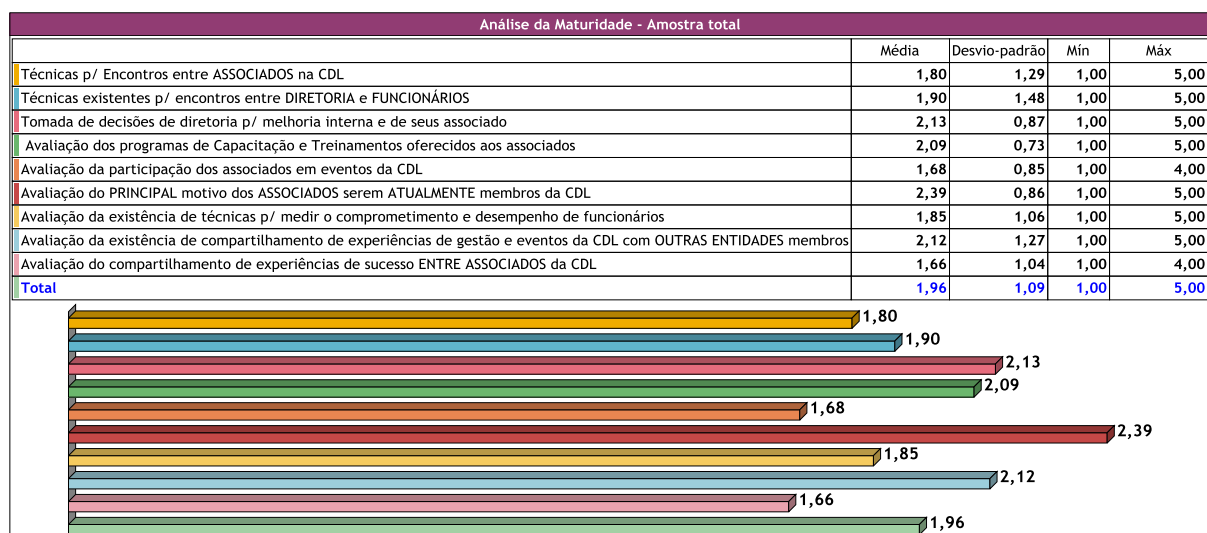 Análise da Maturidade - Amostra total
Média Desvio-padrão Mín Máx
Técnicas p/ Encontros entre ASSOCIADOS na CDL 1,80 1,29 1,00 5,00
Técnicas existentes p/ encontros entre DIRETORIA e FUNCIONÁRIOS 1,90 1,48 1,00 5,00
Tomada de decisões de diretoria p/ melhoria interna e de seus associado 2,13 0,87 1,00 5,00
Avaliação dos programas de Capacitação e Treinamentos oferecidos aos associados 2,09 0,73 1,00 5,00
Avaliação da participação dos associados em eventos da CDL 1,68 0,85 1,00 4,00
Avaliação do PRINCIPAL motivo dos ASSOCIADOS serem ATUALMENTE membros da CDL 2,39 0,86 1,00 5,00
Avaliação da existência de técnicas p/ medir o comprometimento e desempenho de funcionários 1,85 1,06 1,00 5,00
Avaliação da existência de compartilhamento de experiências de gestão e eventos da CDL com OUTRAS ENTIDADES membros 2,12 1,27 1,00 5,00
Avaliação do compartilhamento de experiências de sucesso ENTRE ASSOCIADOS da CDL 1,66 1,04 1,00 4,00
Total 1,96 1,09 1,00 5,00
1,80
1,90
2,13
2,09
1,68
2,39
1,85
2,12
1,66
1,96